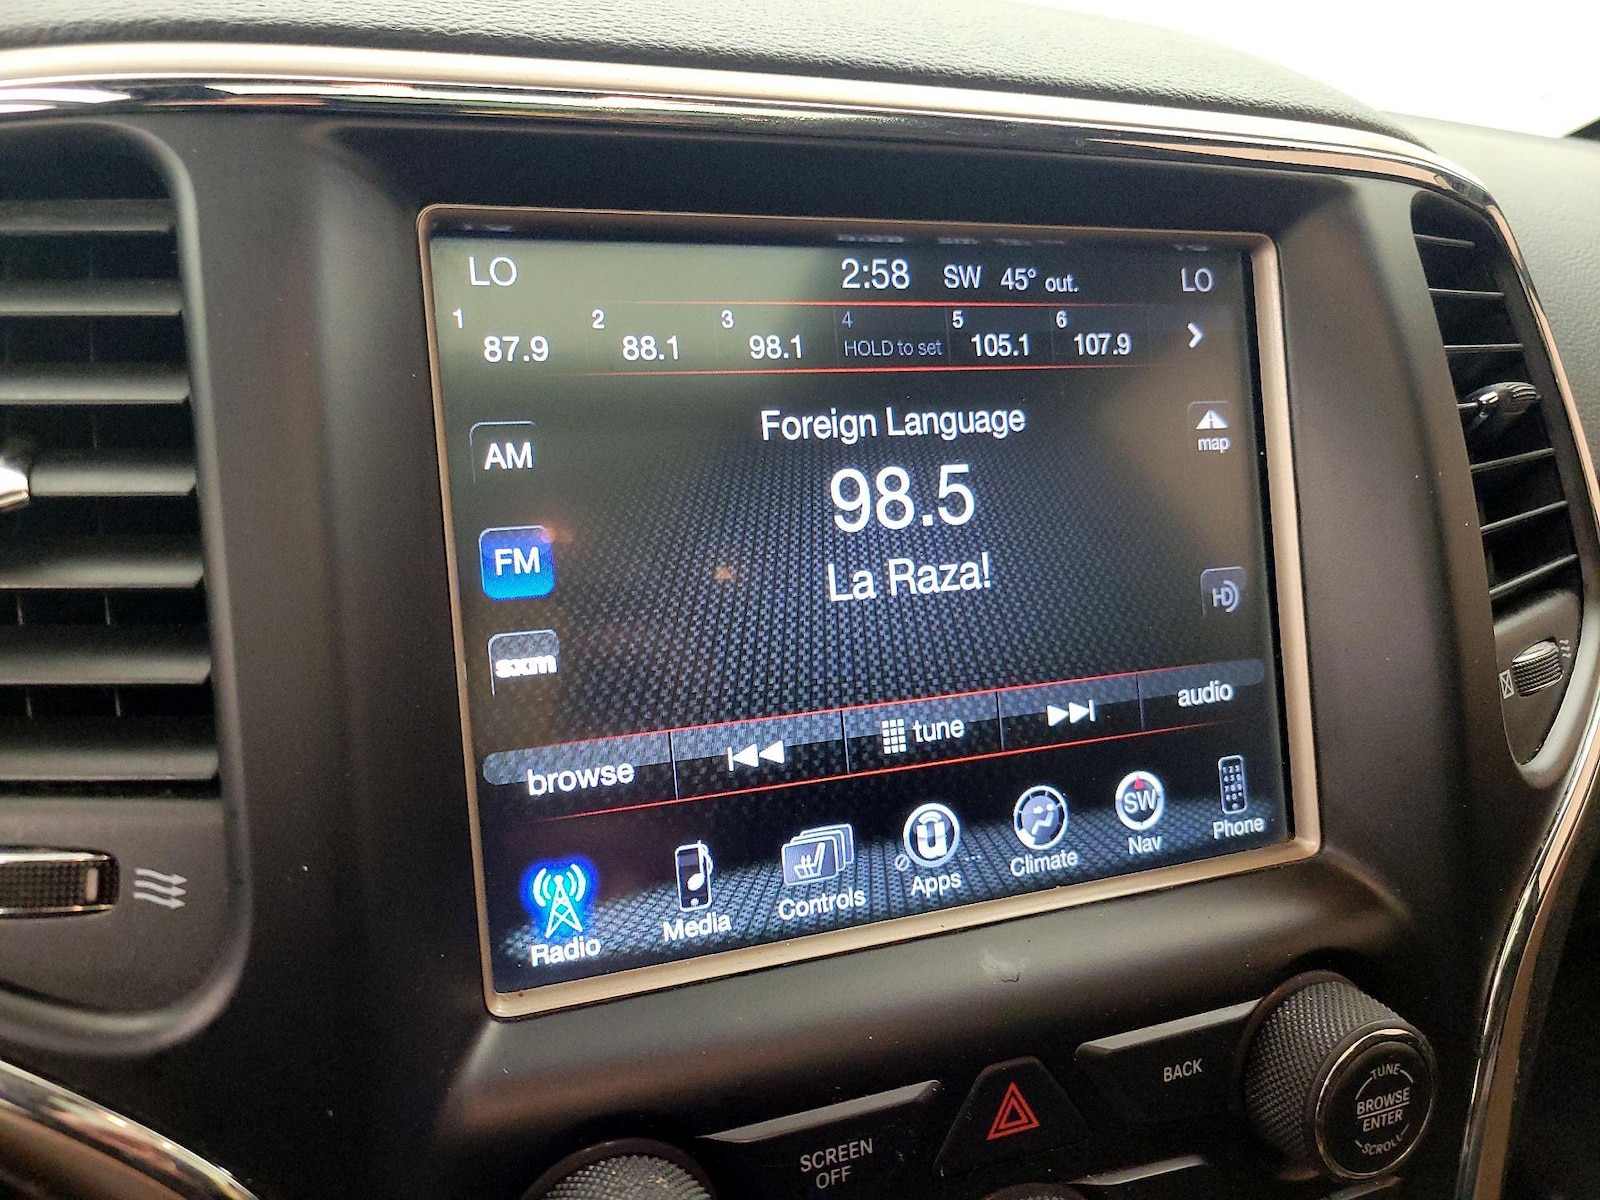 LO 2:58 SW 45° out. LO
1 87.9 2 88.1 3 98.1 4 HOLD to set 5 105.1 6 107.9
Foreign Language
map
AM
98.5
FM
La Raza!
HD
sxm
browse tune audio
Radio Media Controls Apps Climate SW Nav Phone
BACK
SCREEN
OFF
TUNE
BROWSE
ENTER
SCROLL